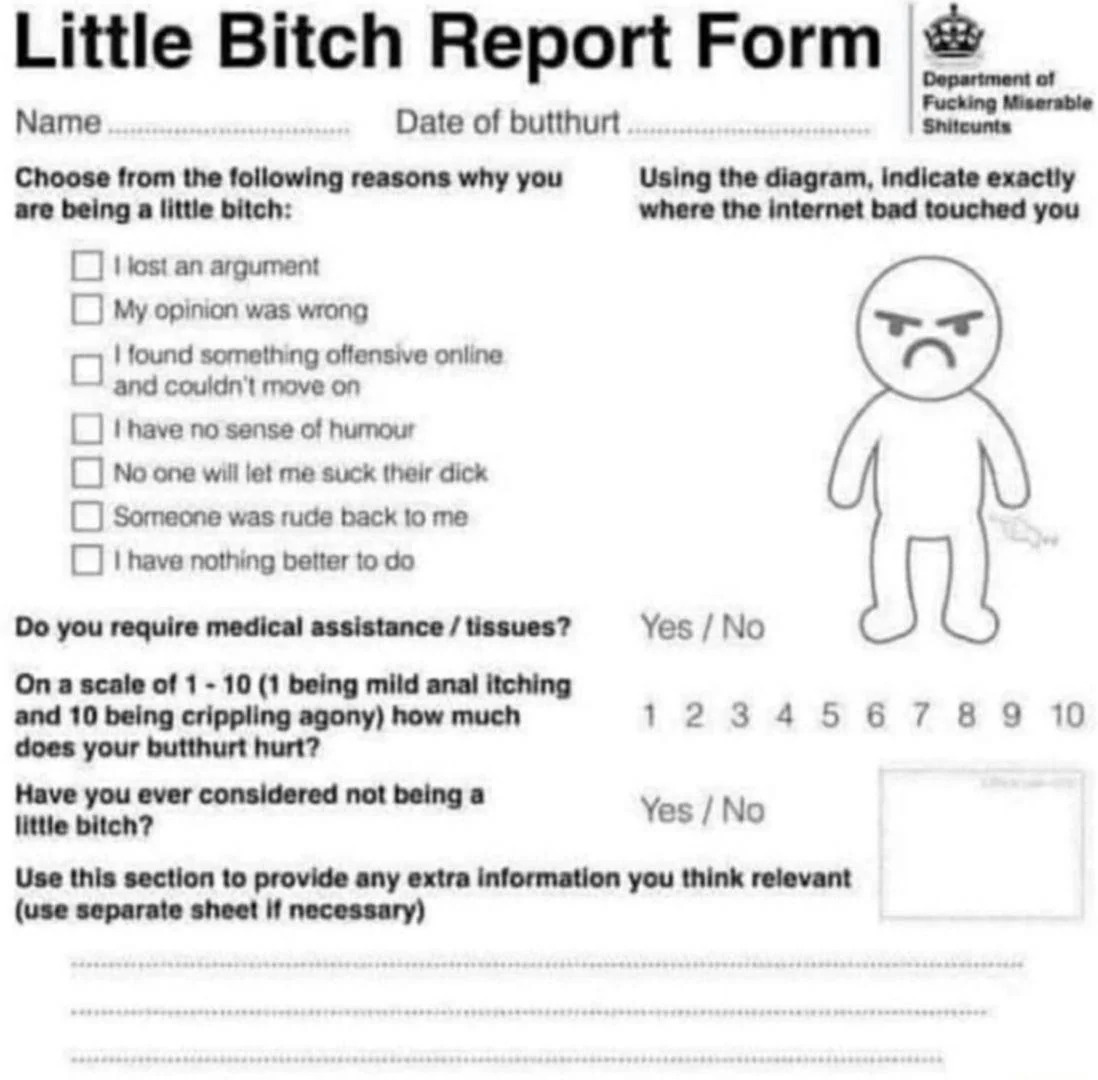 Little Bitch Report Form
Department of
Fucking Miserable
Shitcunts
Name
Date of butthurt
Choose from the following reasons why you
are being a little bitch:
I lost an argument
My opinion was wrong
I found something offensive online
and couldn't move on
I have no sense of humour
No one will let me suck their dick
Someone was rude back to me
I have nothing better to do
Using the diagram, indicate exactly
where the internet bad touched you
Do you require medical assistance / tissues?
Yes / No
On a scale of 1 - 10 (1 being mild anal itching
and 10 being crippling agony) how much
does your butthurt hurt?
1 2 3 4 5 6 7 8 9 10
Have you ever considered not being a
little bitch?
Yes / No
Use this section to provide any extra information you think relevant
(use separate sheet if necessary)